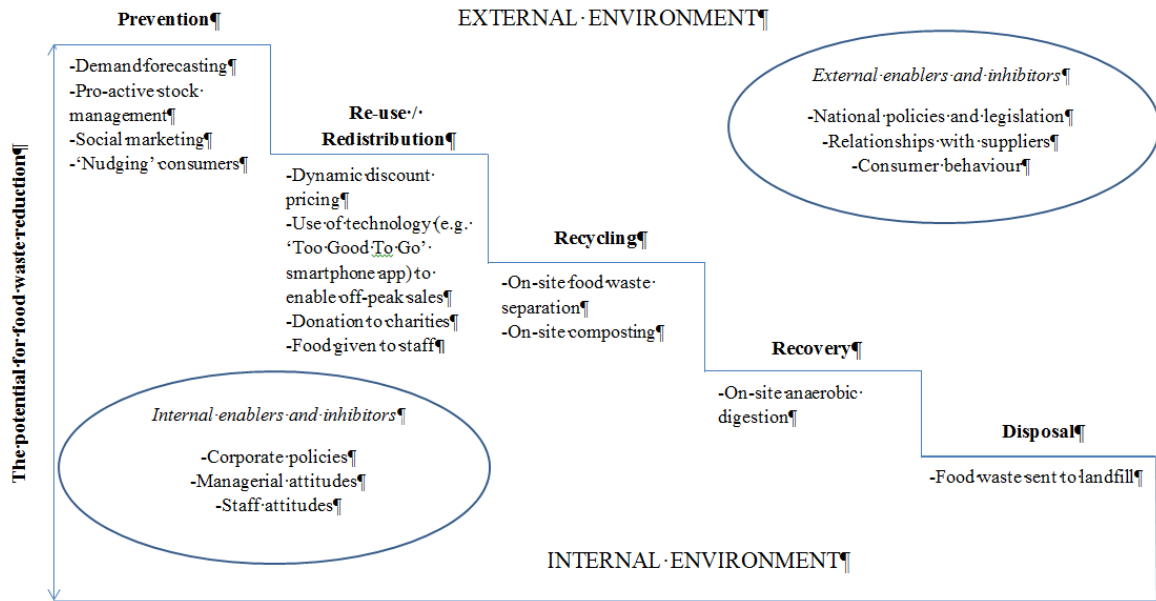 Prevention¶
EXTERNAL·ENVIRONMENT¶
-Demand·forecasting¶
-Pro-active·stock·
management¶
-Social·marketing¶
-‘Nudging’·consumers¶
External·enablers·and·inhibitors¶
-National·policies·and·legislation¶
-Relationships·with·suppliers¶
-Consumer·behaviour¶
Re-use·/·
Redistribution¶
-Dynamic·discount·
pricing¶
-Use·of·technology·(e.g.·
‘Too·Good·To·Go’·
smartphone·app)·to·
enable·off-peak·sales¶
-Donation·to·charities¶
-Food·given·to·staff¶
Recycling¶
-On-site·food·waste·
separation¶
-On-site·composting¶
Recovery¶
-On-site·anaerobic·
digestion¶
Disposal¶
-Food·waste·sent·to·landfill¶
The·potential·for·food·waste·reduction¶
Internal·enablers·and·inhibitors¶
-Corporate·policies¶
-Managerial·attitudes¶
-Staff·attitudes¶
INTERNAL·ENVIRONMENT¶